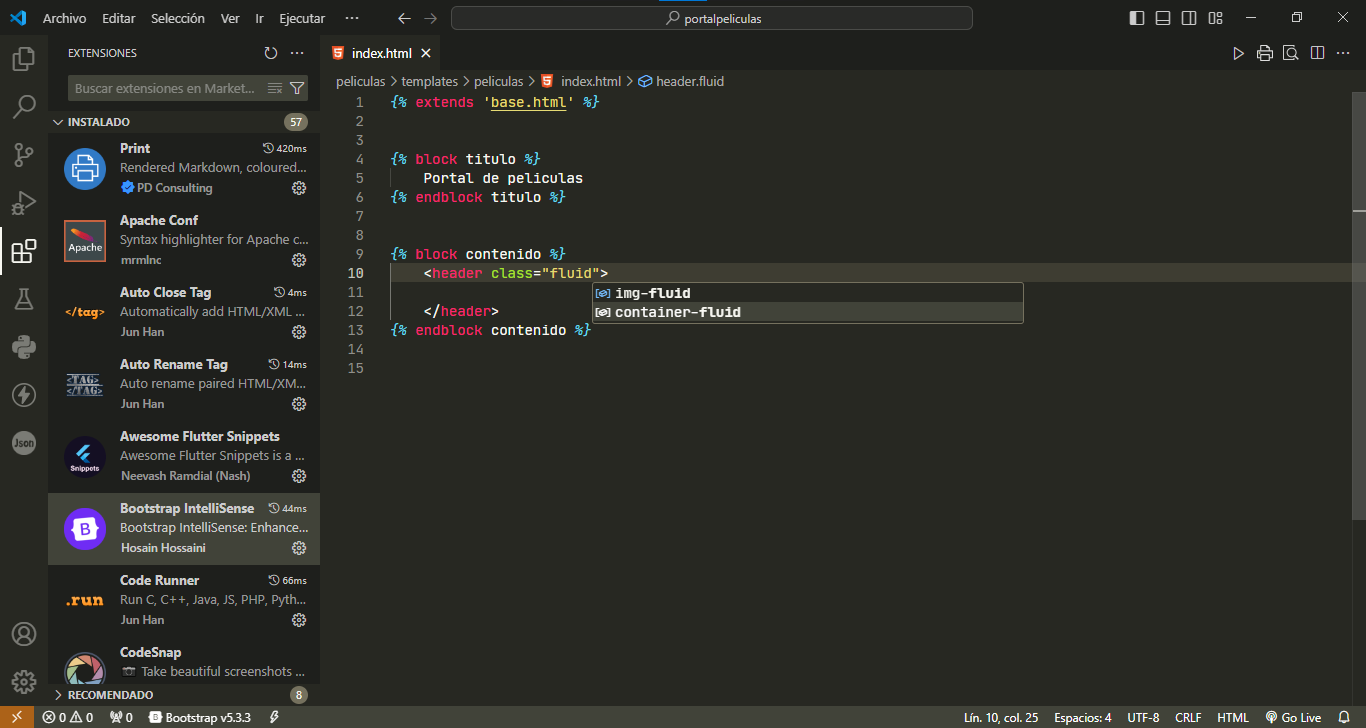 Archivo Editar Selección Ver Ir Ejecutar ··· portalpeliculas
EXTENSIONES
Buscar extensiones en Market...
INSTALADO 57
Print 420ms
Rendered Markdown, coloured...
PD Consulting
Apache
Apache Conf
Syntax highlighter for Apache c...
mrmlnc
</tag>
Auto Close Tag 4ms
Automatically add HTML/XML ...
Jun Han
<TAG>
</TAG>
Auto Rename Tag 14ms
Auto rename paired HTML/XM...
Jun Han
Snippets
Awesome Flutter Snippets
Awesome Flutter Snippets is a ...
Neevash Ramdial (Nash)
B
Bootstrap IntelliSense 44ms
Bootstrap IntelliSense: Enhance...
Hosain Hossaini
.run
Code Runner 66ms
Run C, C++, Java, JS, PHP, Pyth...
Jun Han
CodeSnap
Take beautiful screenshots ...
RECOMENDADO 8
Json
index.html
peliculas > templates > peliculas > index.html > header.fluid
1 {% extends 'base.html' %}
2
3
4 {% block titulo %}
5 Portal de peliculas
6 {% endblock titulo %}
7
8
9 {% block contenido %}
10 <header class="fluid">
11
12 </header>
13 {% endblock contenido %}
14
15
img-fluid
container-fluid
0 0 0 Bootstrap v5.3.3 Lín. 10, col. 25 Espacios: 4 UTF-8 CRLF HTML Go Live